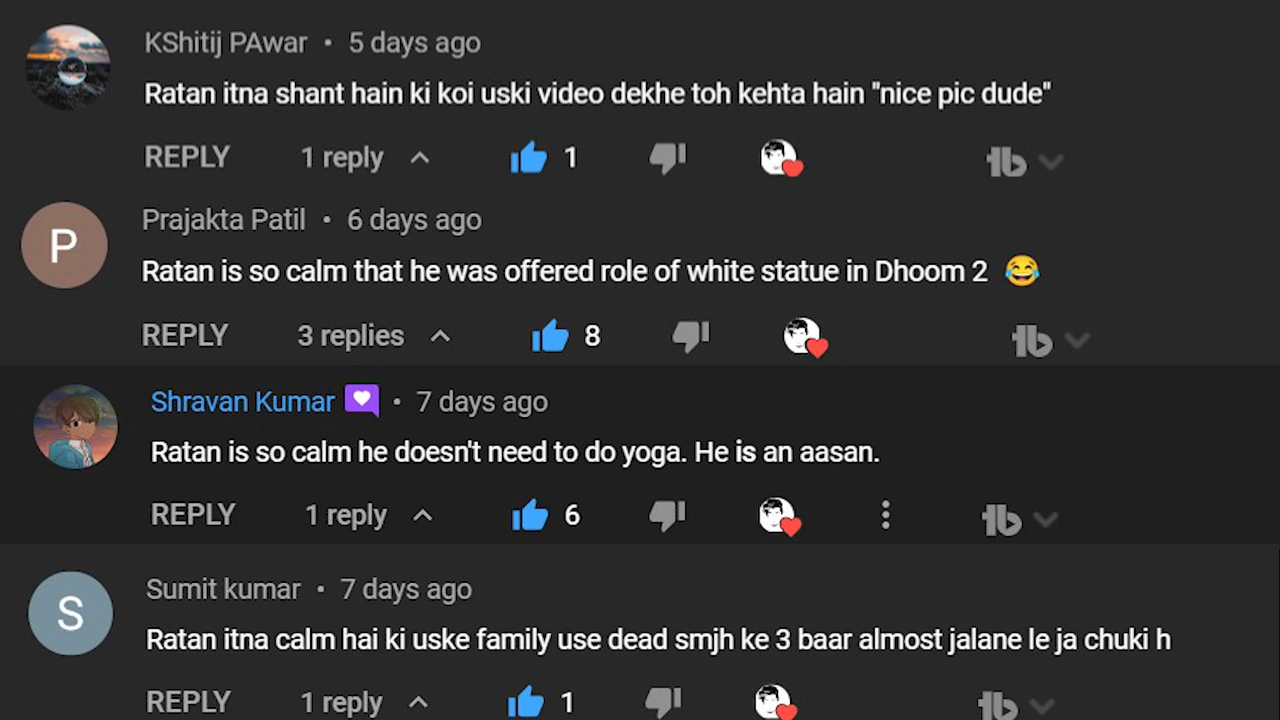 KShitij PAwar • 5 days ago
Ratan itna shant hain ki koi uski video dekhe toh kehta hain "nice pic dude"
REPLY 1 reply 1
P Prajakta Patil • 6 days ago
Ratan is so calm that he was offered role of white statue in Dhoom 2 😂
REPLY 3 replies 8
Shravan Kumar • 7 days ago
Ratan is so calm he doesn't need to do yoga. He is an aasan.
REPLY 1 reply 6
S Sumit kumar • 7 days ago
Ratan itna calm hai ki uske family use dead smjh ke 3 baar almost jalane le ja chuki h
REPLY 1 reply 1